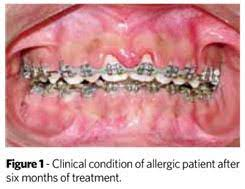 Figure 1 - Clinical condition of allergic patient after
six months of treatment.